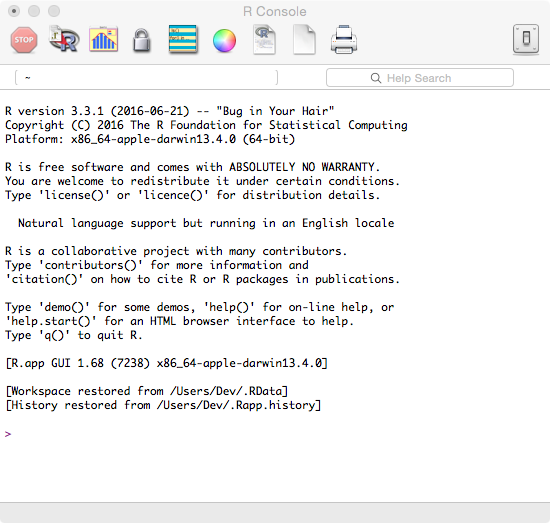 R Console
STOP
R
~
Help Search
R version 3.3.1 (2016-06-21) -- "Bug in Your Hair"
Copyright (C) 2016 The R Foundation for Statistical Computing
Platform: x86_64-apple-darwin13.4.0 (64-bit)
R is free software and comes with ABSOLUTELY NO WARRANTY.
You are welcome to redistribute it under certain conditions.
Type 'license()' or 'licence()' for distribution details.
Natural language support but running in an English locale
R is a collaborative project with many contributors.
Type 'contributors()' for more information and
'citation()' on how to cite R or R packages in publications.
Type 'demo()' for some demos, 'help()' for on-line help, or
'help.start()' for an HTML browser interface to help.
Type 'q()' to quit R.
[R.app GUI 1.68 (7238) x86_64-apple-darwin13.4.0]
[Workspace restored from /Users/Dev/.RData]
[History restored from /Users/Dev/.Rapp.history]
>